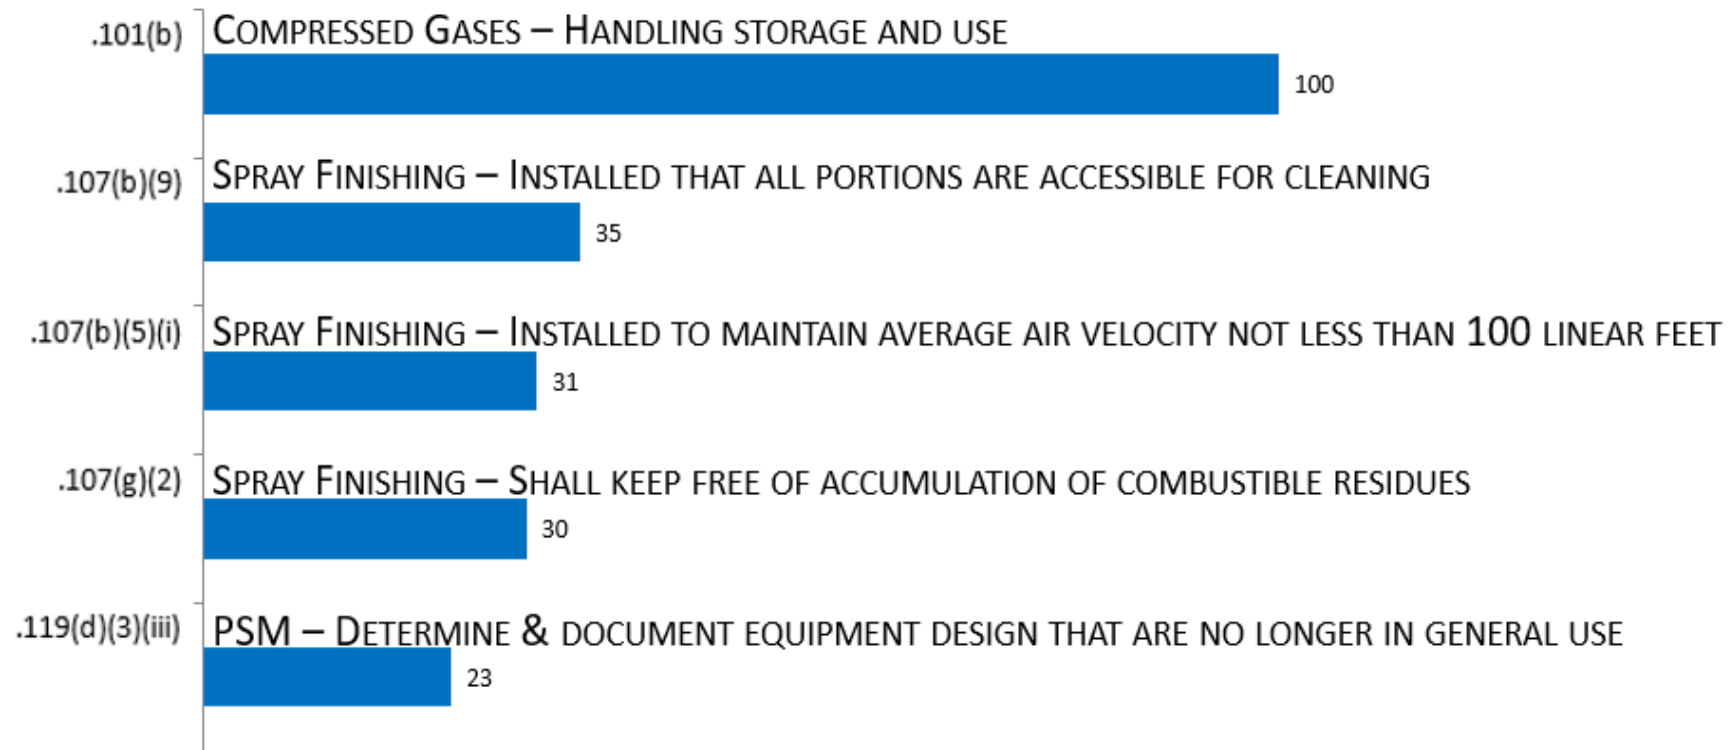 .101(b) COMPRESSED GASES – HANDLING STORAGE AND USE
100
.107(b)(9) SPRAY FINISHING – INSTALLED THAT ALL PORTIONS ARE ACCESSIBLE FOR CLEANING
35
.107(b)(5)(i) SPRAY FINISHING – INSTALLED TO MAINTAIN AVERAGE AIR VELOCITY NOT LESS THAN 100 LINEAR FEET
31
.107(g)(2) SPRAY FINISHING – SHALL KEEP FREE OF ACCUMULATION OF COMBUSTIBLE RESIDUES
30
.119(d)(3)(iii) PSM – DETERMINE & DOCUMENT EQUIPMENT DESIGN THAT ARE NO LONGER IN GENERAL USE
23